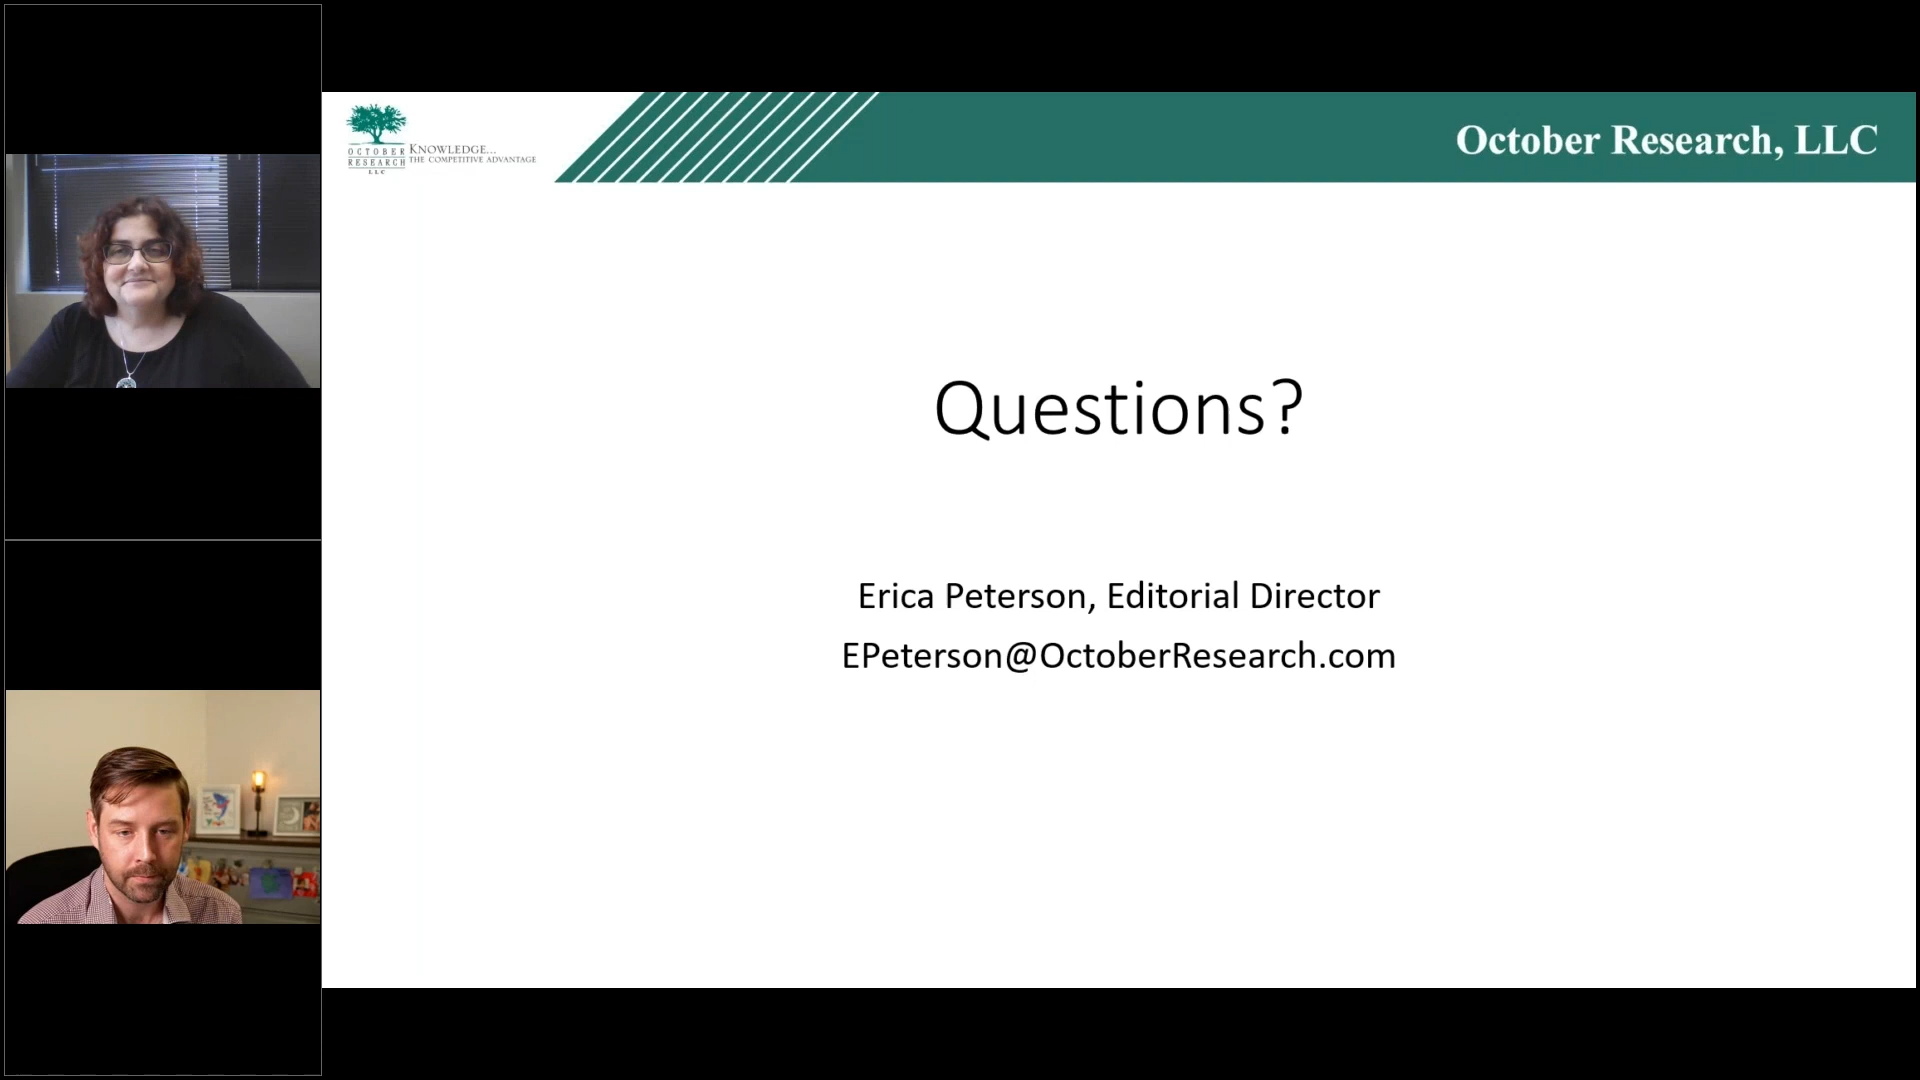 OCTOBER
RESEARCH
LLC
KNOWLEDGE...
THE COMPETITIVE ADVANTAGE
October Research, LLC
Questions?
Erica Peterson, Editorial Director
EPeterson@OctoberResearch.com